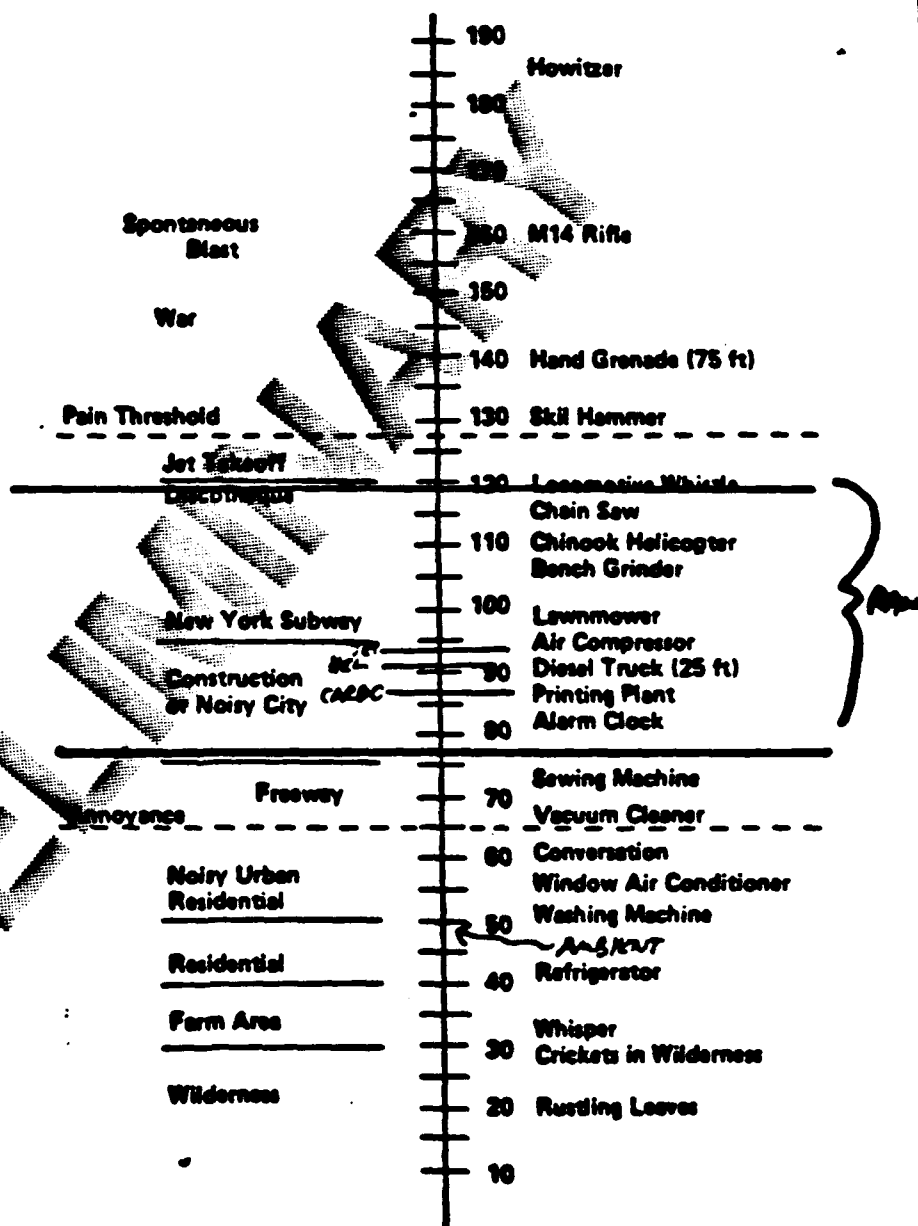 190
Howitzer
180
170
Spontaneous
Blast
160 M14 Rifle
150
War
140 Hand Grenade (75 ft)
Pain Threshold
130 Skil Hammer
Jet Takeoff
Discotheque
120 Locomotive Whistle
Chain Saw
110 Chinook Helicopter
Bench Grinder
100
New York Subway
Lawnmower
Air Compressor
90 Diesel Truck (25 ft)
Construction
or Noisy City
Printing Plant
80 Alarm Clock
Freeway
Sewing Machine
70
Annoyance
Vacuum Cleaner
60 Conversation
Noisy Urban
Residential
Window Air Conditioner
50 Washing Machine
AMBIENT
Residential
40 Refrigerator
Farm Area
Whisper
30 Crickets in Wilderness
Wilderness
20 Rustling Leaves
10